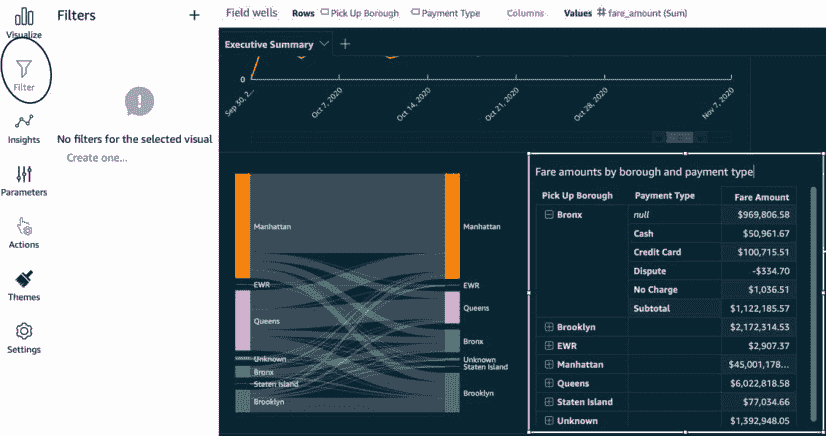 Visualize
Filter
Insights
Parameters
Actions
Themes
Settings
Filters +
No filters for the selected visual
Create one...
Field wells Rows Pick Up Borough Payment Type Columns Values # fare_amount (Sum)
Executive Summary +
0
Sep 30, 2...
Oct 7, 2020
Oct 14, 2020
Oct 21, 2020
Oct 28, 2020
Nov 7, 2020
Manhattan
EWR
Queens
Unknown
Bronx
Staten Island
Brooklyn
Manhattan
EWR
Queens
Bronx
Unknown
Staten Island
Brooklyn
Fare amounts by borough and payment type
Pick Up Borough Payment Type Fare Amount
Bronx null $969,806.58
Cash $50,961.67
Credit Card $100,715.51
Dispute -$334.70
No Charge $1,036.51
Subtotal $1,122,185.57
Brooklyn $2,172,314.53
EWR $2,907.37
Manhattan $45,001,178...
Queens $6,022,818.58
Staten Island $77,034.66
Unknown $1,392,948.05